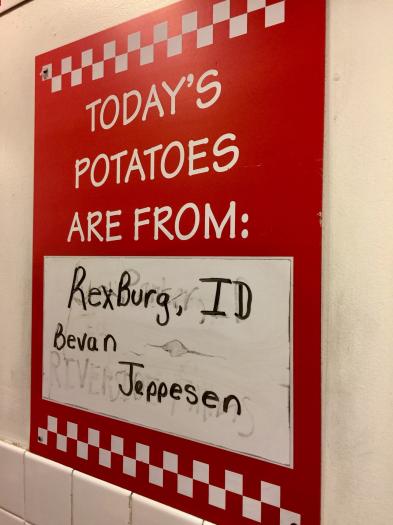 TODAY'S
POTATOES
ARE FROM:
RexBurg, ID
Bevan
Jeppesen